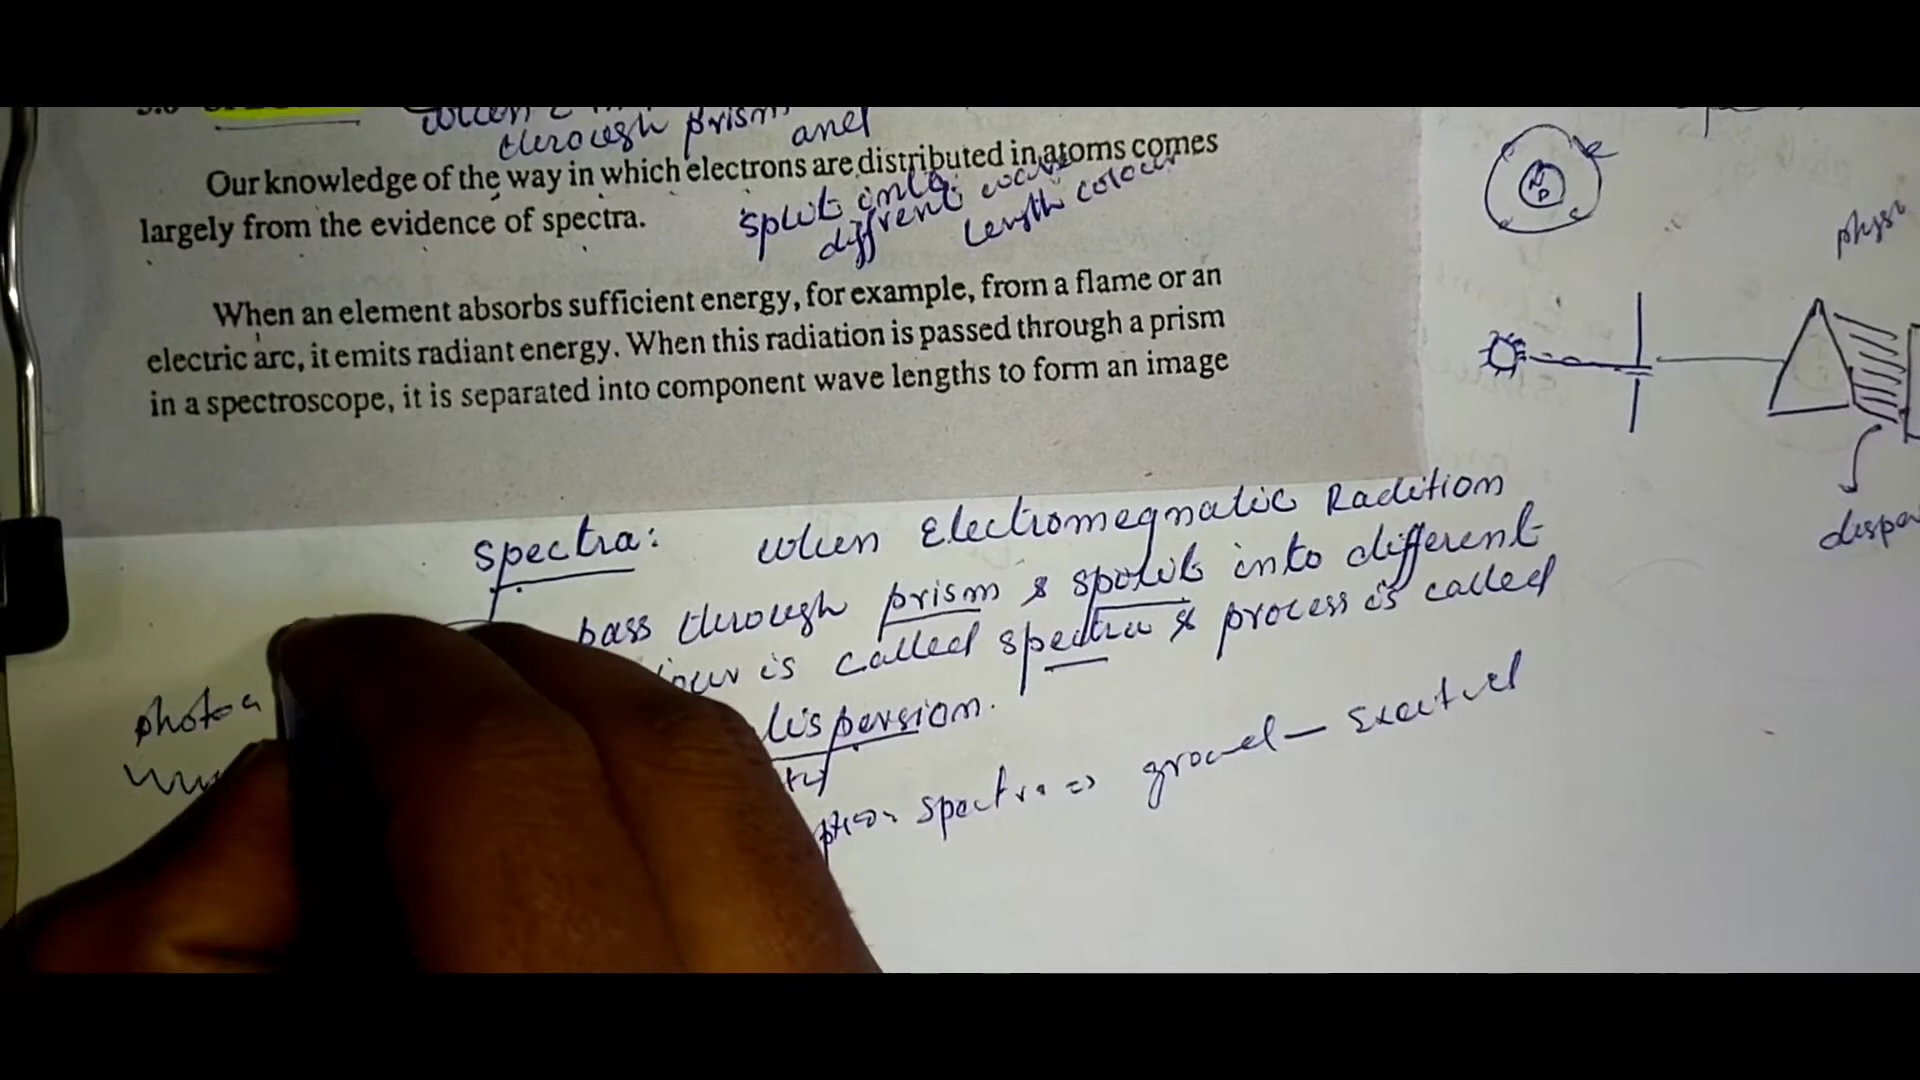 through prism
and
Our knowledge of the way in which electrons are distributed in atoms comes
largely from the evidence of spectra.
split into
diffrent wave
length colour
When an element absorbs sufficient energy, for example, from a flame or an
electric arc, it emits radiant energy. When this radiation is passed through a prism
in a spectroscope, it is separated into component wave lengths to form an image
Spectra: when Electromegnatic Radition
pass through prism & split into different
is called spectra & process is called
dispersion.
spectra => ground - Excited